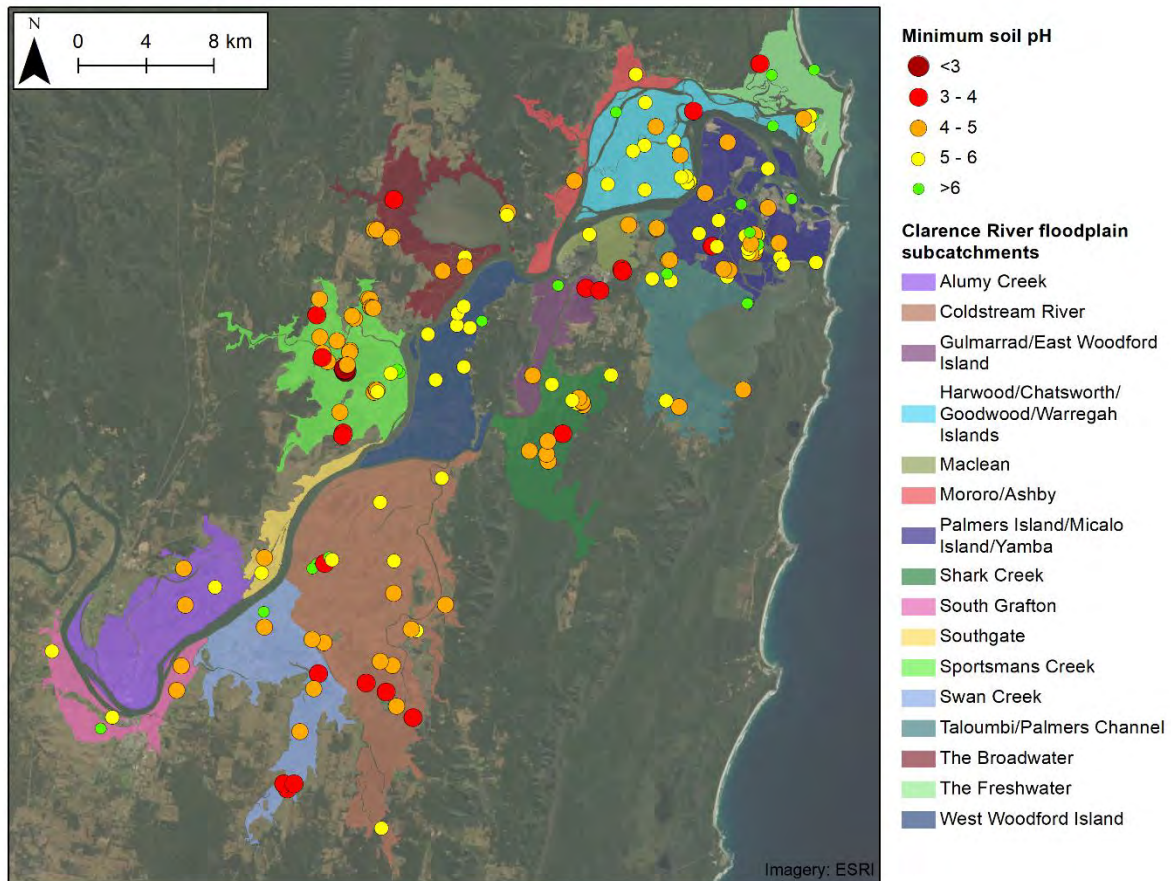 N
0 4 8 km
Imagery: ESRI
Minimum soil pH
<3
3 - 4
4 - 5
5 - 6
>6
Clarence River floodplain
subcatchments
Alumy Creek
Coldstream River
Gulmarrad/East Woodford
Island
Harwood/Chatsworth/
Goodwood/Warregah
Islands
Maclean
Mororo/Ashby
Palmers Island/Micalo
Island/Yamba
Shark Creek
South Grafton
Southgate
Sportsmans Creek
Swan Creek
Taloumbi/Palmers Channel
The Broadwater
The Freshwater
West Woodford Island